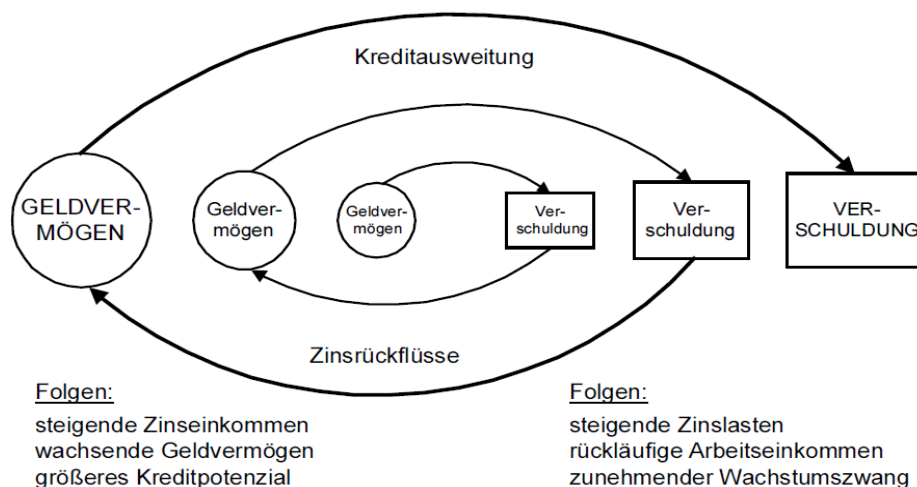 Kreditausweitung
GELDVER-
MÖGEN
Geldver-
mögen
Geldver-
mögen
Ver-
schuldung
Ver-
schuldung
VER-
SCHULDUNG
Zinsrückflüsse
Folgen:
steigende Zinseinkommen
wachsende Geldvermögen
größeres Kreditpotenzial
Folgen:
steigende Zinslasten
rückläufige Arbeitseinkommen
zunehmender Wachstumszwang